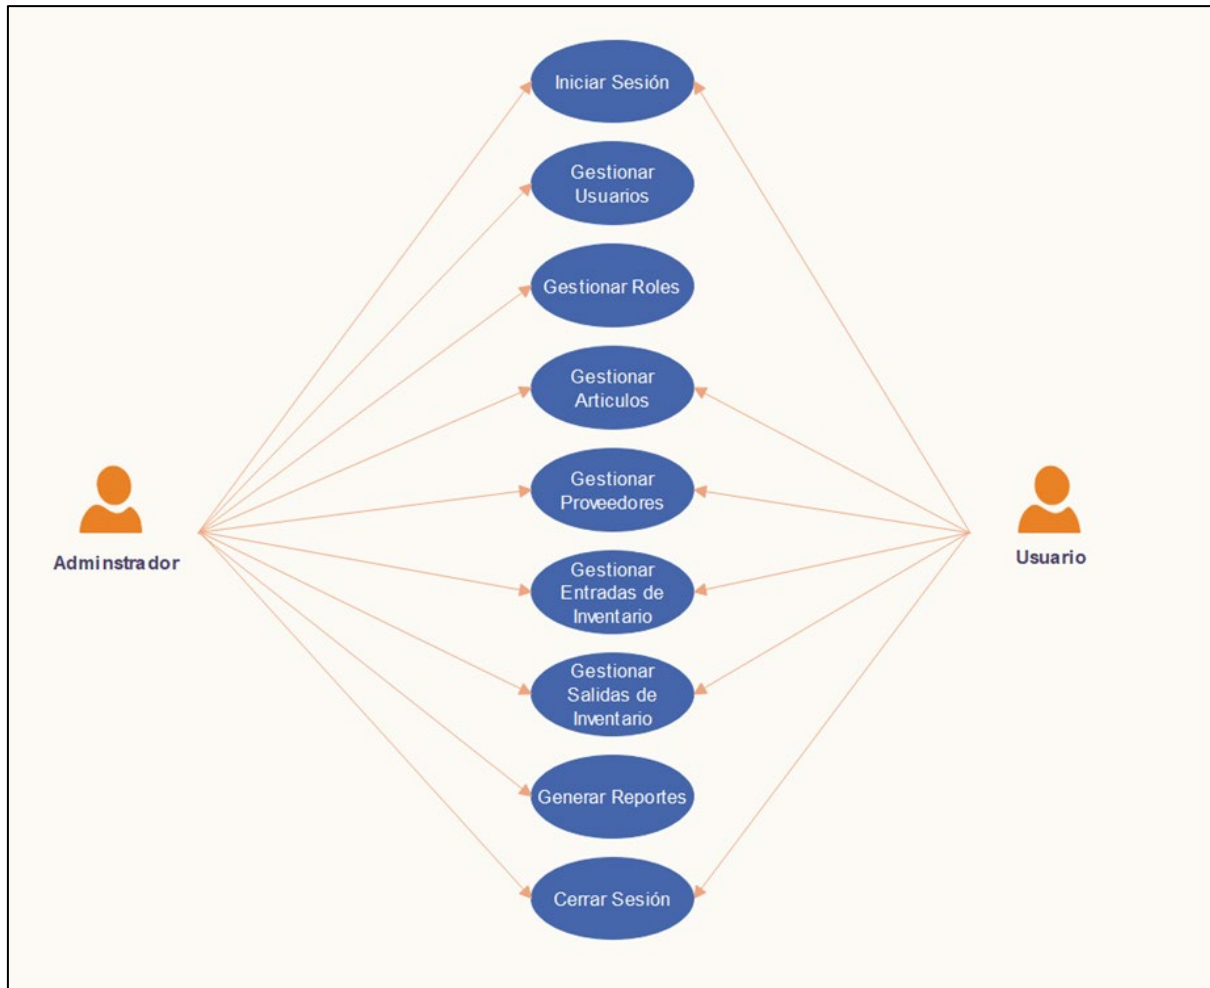 Iniciar Sesión
Gestionar
Usuarios
Gestionar Roles
Gestionar
Articulos
Gestionar
Proveedores
Gestionar
Entradas de
Inventario
Gestionar
Salidas de
Inventario
Generar Reportes
Cerrar Sesión
Adminstrador
Usuario